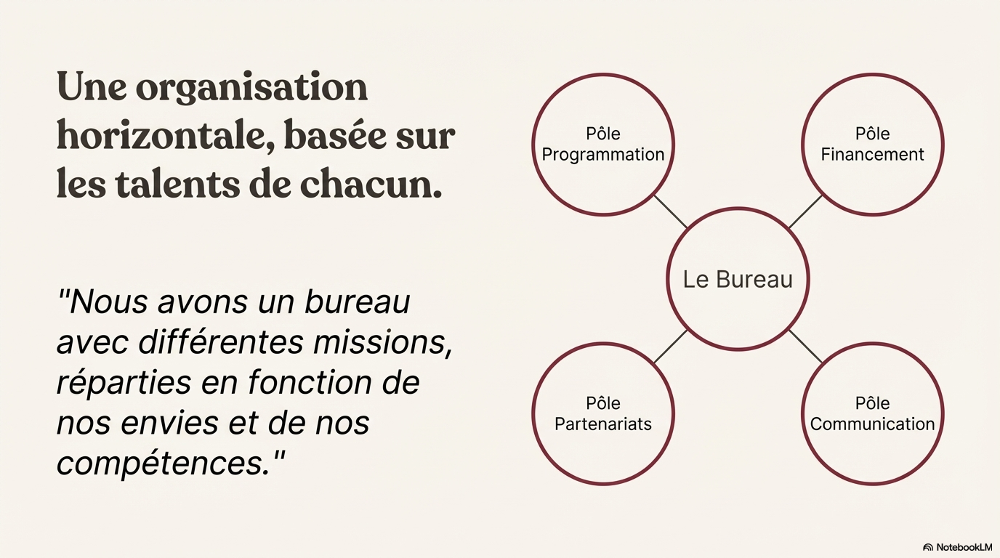 Une organisation
horizontale, basée sur
les talents de chacun.
"Nous avons un bureau
avec différentes missions,
réparties en fonction de
nos envies et de nos
compétences."
Pôle
Programmation
Pôle
Financement
Le Bureau
Pôle
Partenariats
Pôle
Communication
NotebookLM